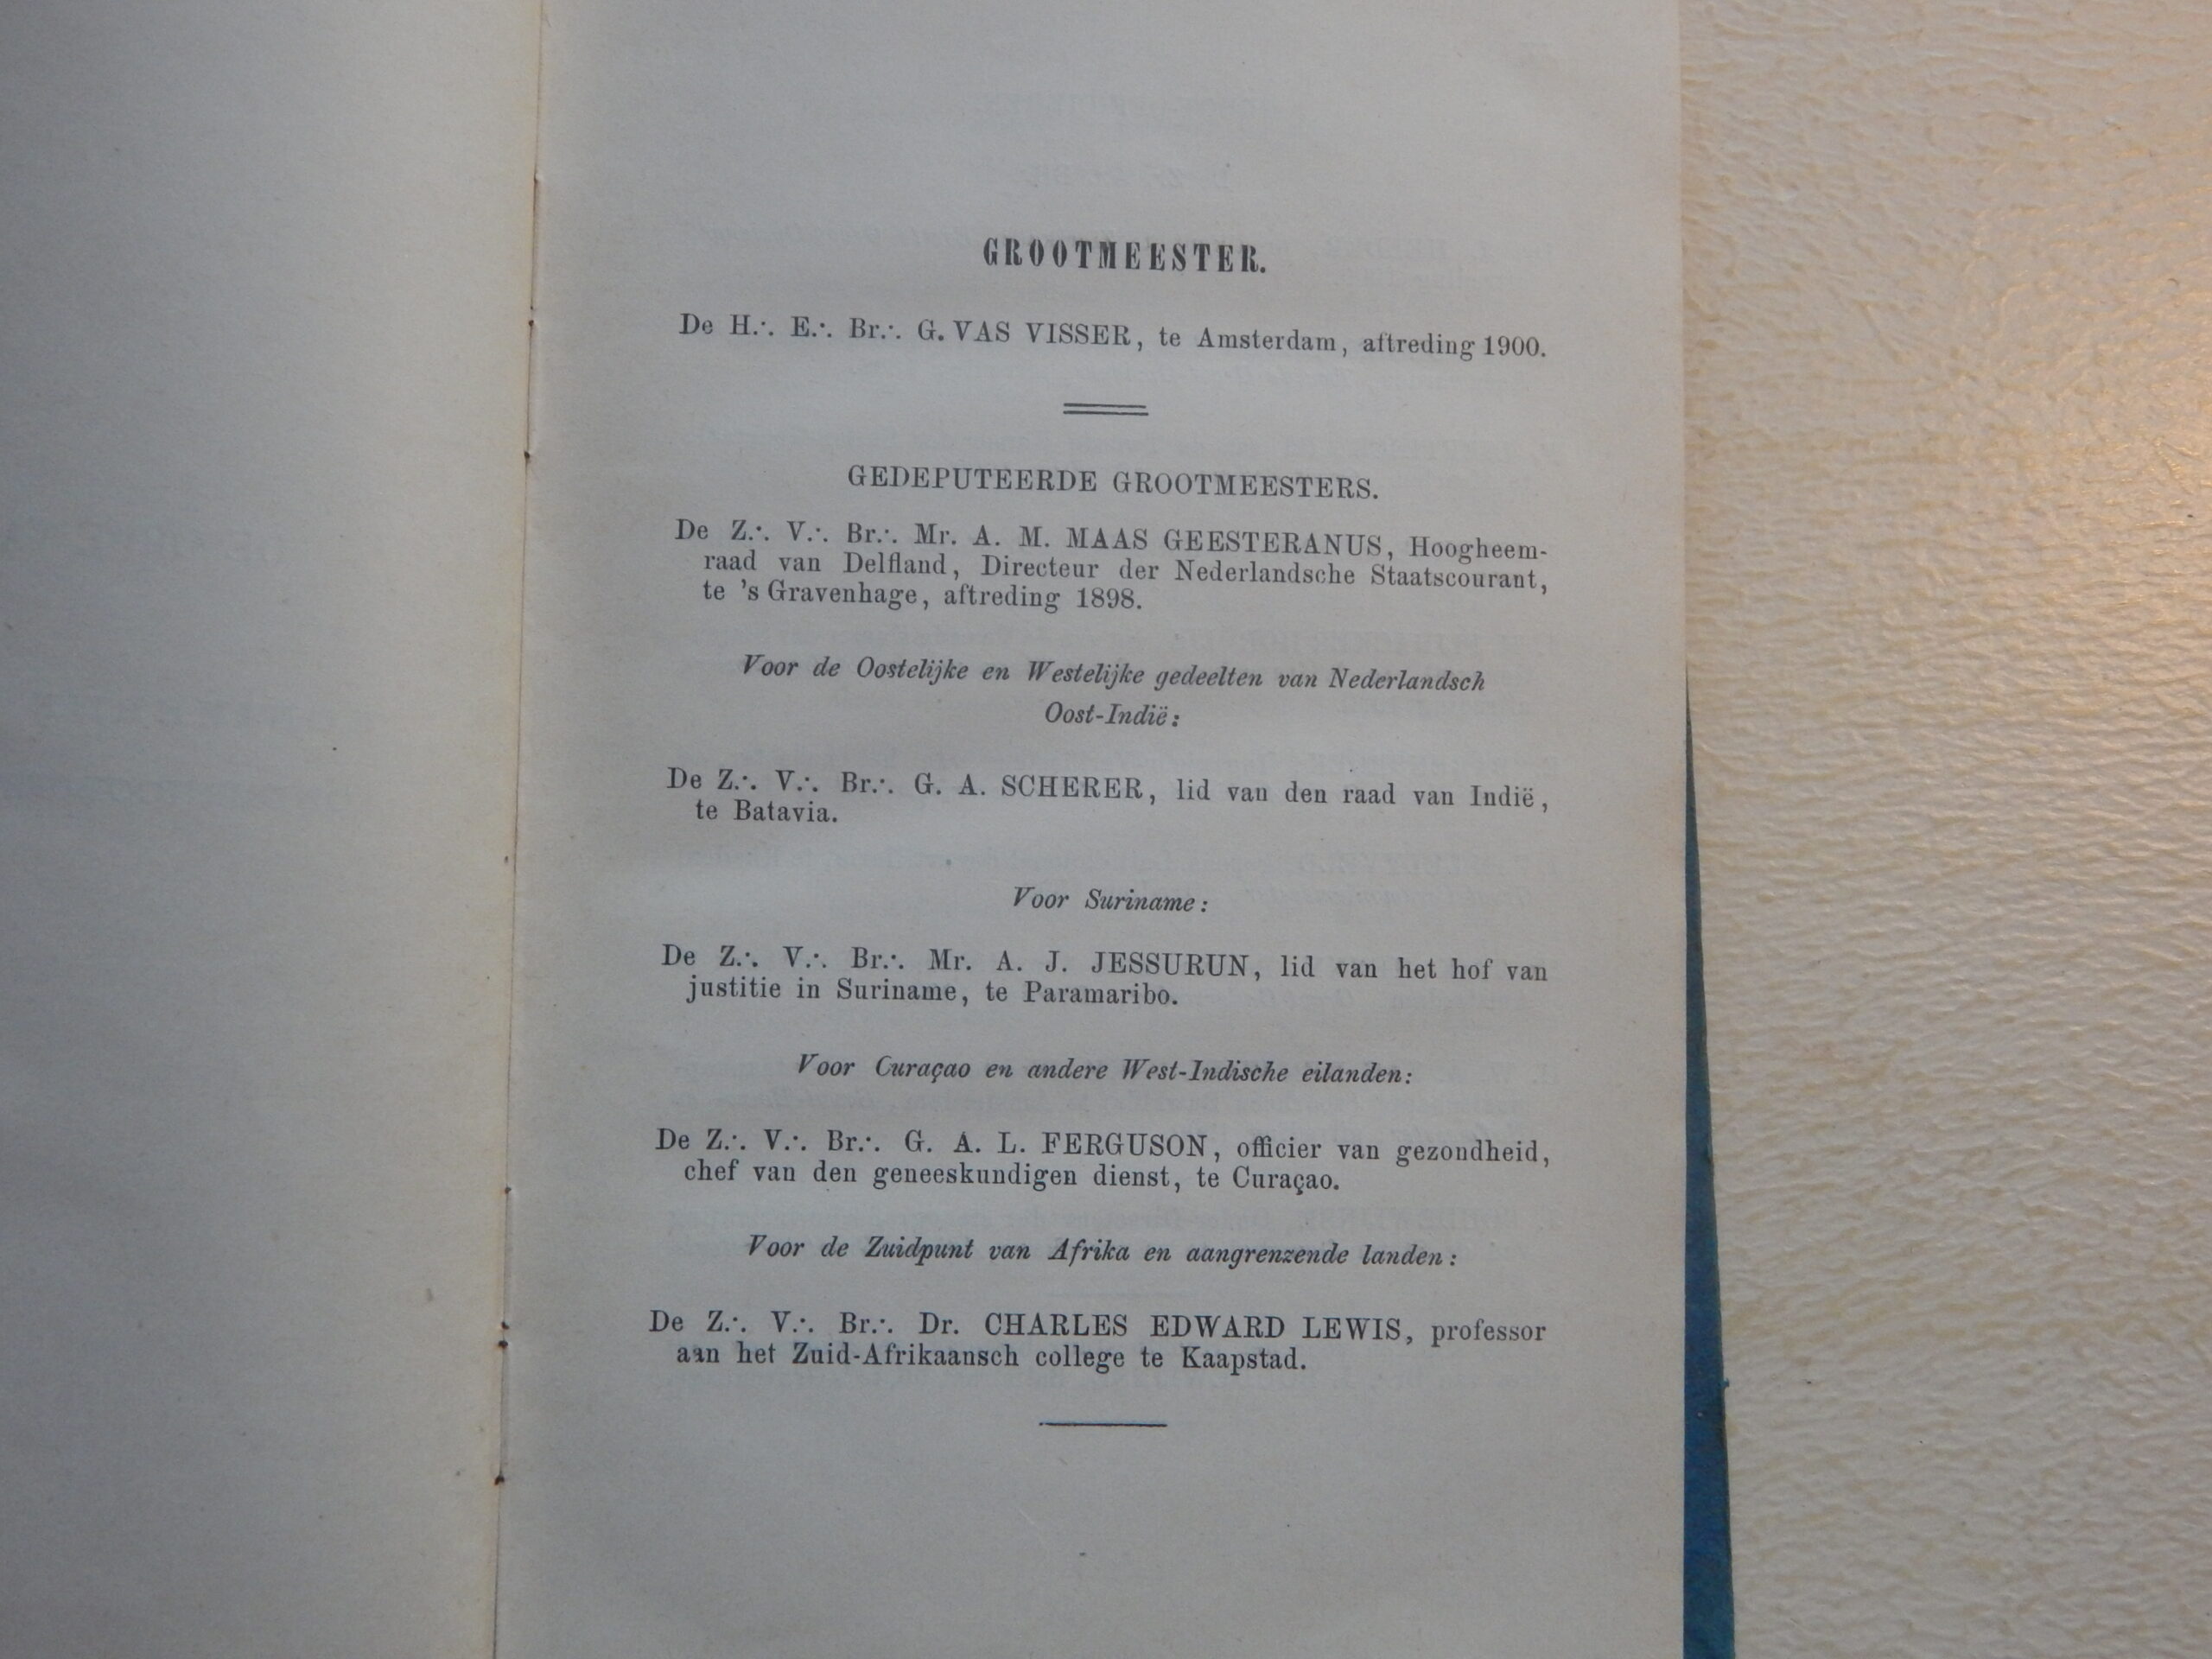 GROOTMEESTER.
De H∴ E∴ Br∴ G. VAS VISSER, te Amsterdam, aftreding 1900.
GEDEPUTEERDE GROOTMEESTERS.
De Z∴ V∴ Br∴ Mr. A. M. MAAS GEESTERANUS, Hoogheem-
raad van Delfland, Directeur der Nederlandsche Staatscourant,
te 's Gravenhage, aftreding 1898.
Voor de Oostelijke en Westelijke gedeelten van Nederlandsch
Oost-Indië:
De Z∴ V∴ Br∴ G. A. SCHERER, lid van den raad van Indië,
te Batavia.
Voor Suriname:
De Z∴ V∴ Br∴ Mr. A. J. JESSURUN, lid van het hof van
justitie in Suriname, te Paramaribo.
Voor Curaçao en andere West-Indische eilanden:
De Z∴ V∴ Br∴ G. A. L. FERGUSON, officier van gezondheid,
chef van den geneeskundigen dienst, te Curaçao.
Voor de Zuidpunt van Afrika en aangrenzende landen:
De Z∴ V∴ Br∴ Dr. CHARLES EDWARD LEWIS, professor
aan het Zuid-Afrikaansch college te Kaapstad.